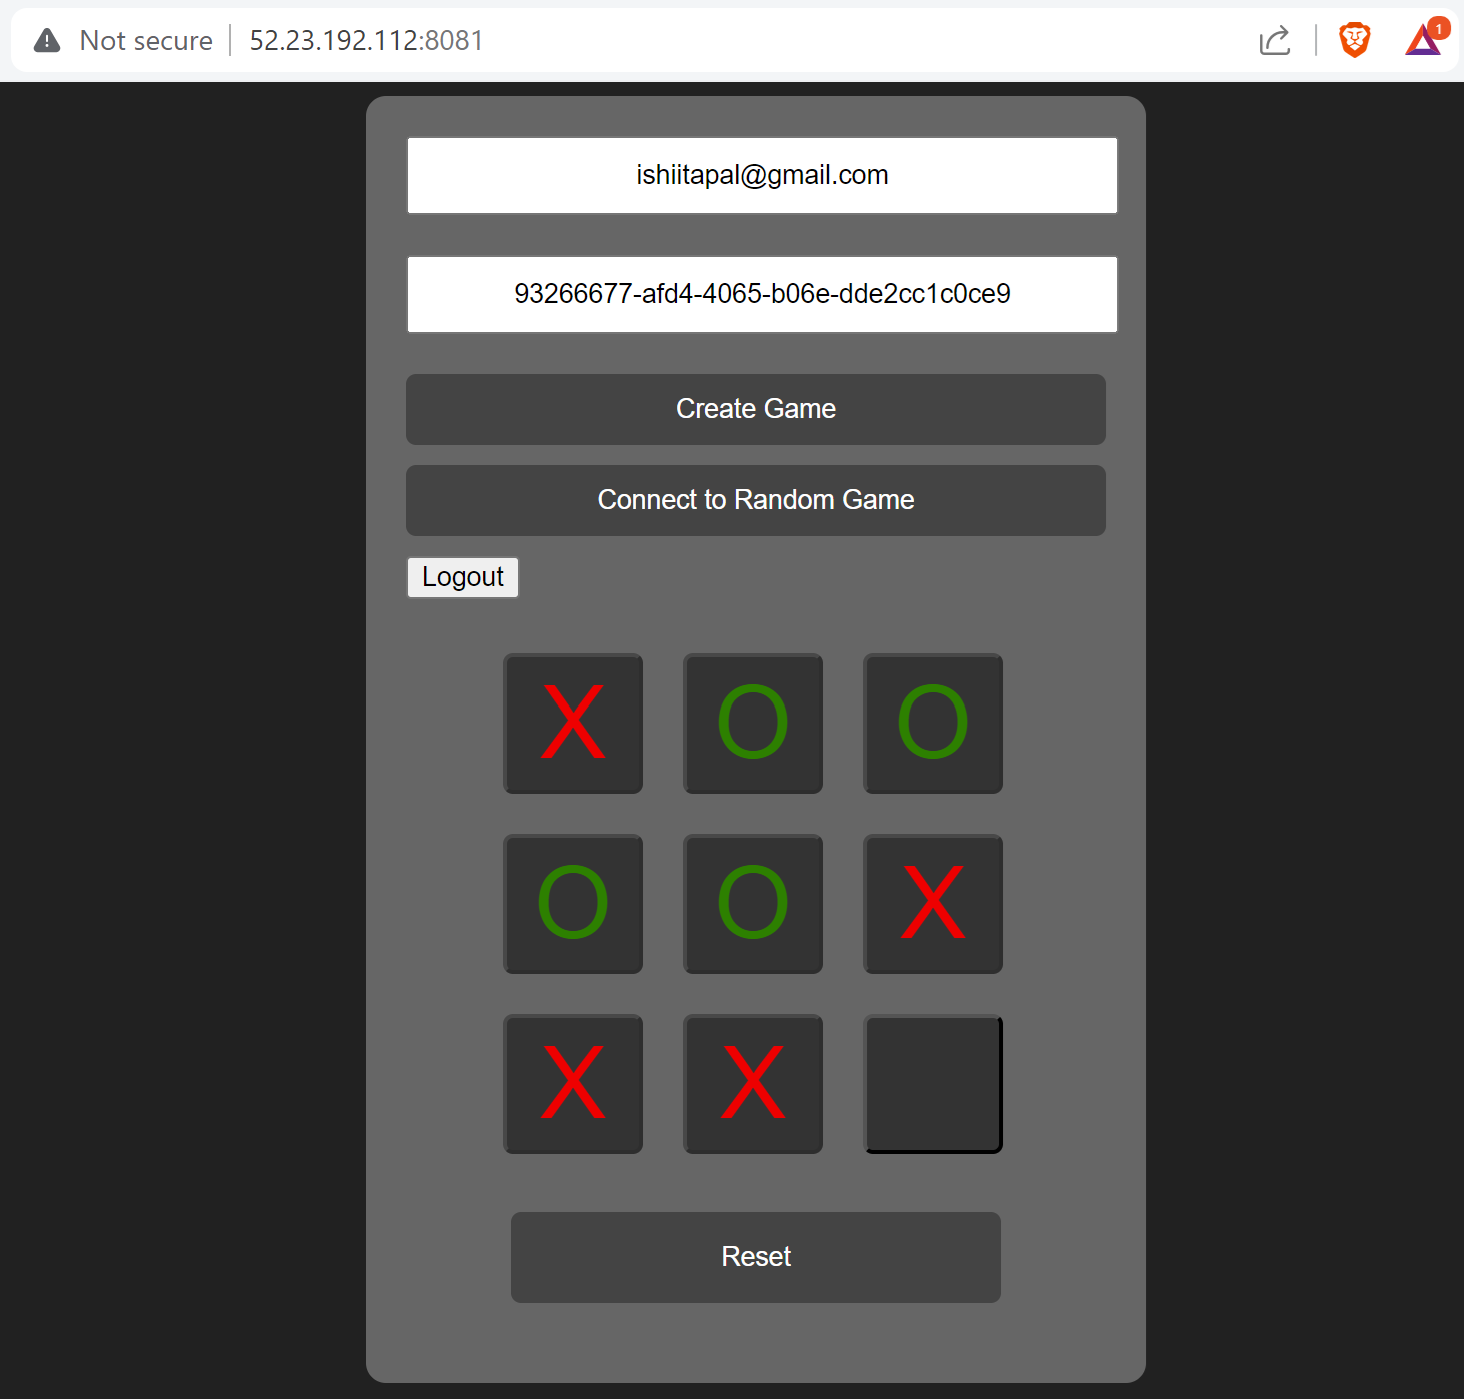 Not secure 52.23.192.112:8081
1
ishiitapal@gmail.com
93266677-afd4-4065-b06e-dde2cc1c0ce9
Create Game
Connect to Random Game
Logout
X O O
O O X
X X
Reset